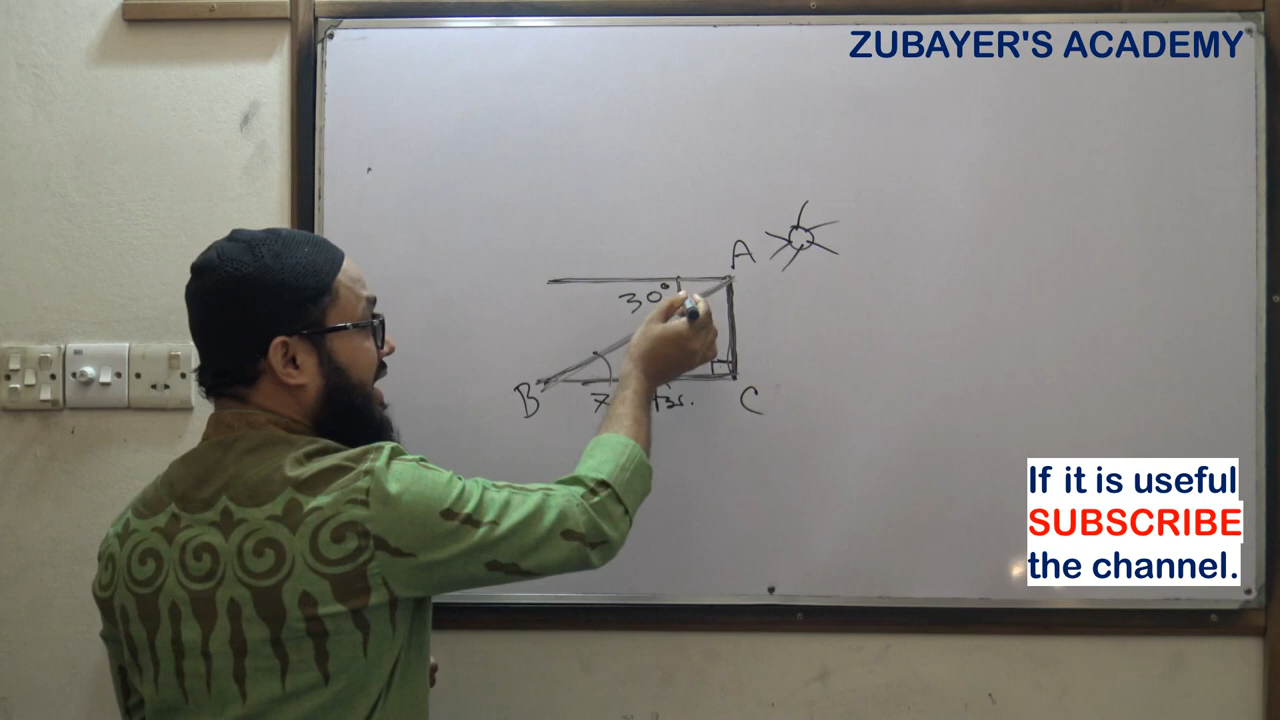 ZUBAYER'S ACADEMY
A
30°
B
C
If it is useful
SUBSCRIBE
the channel.